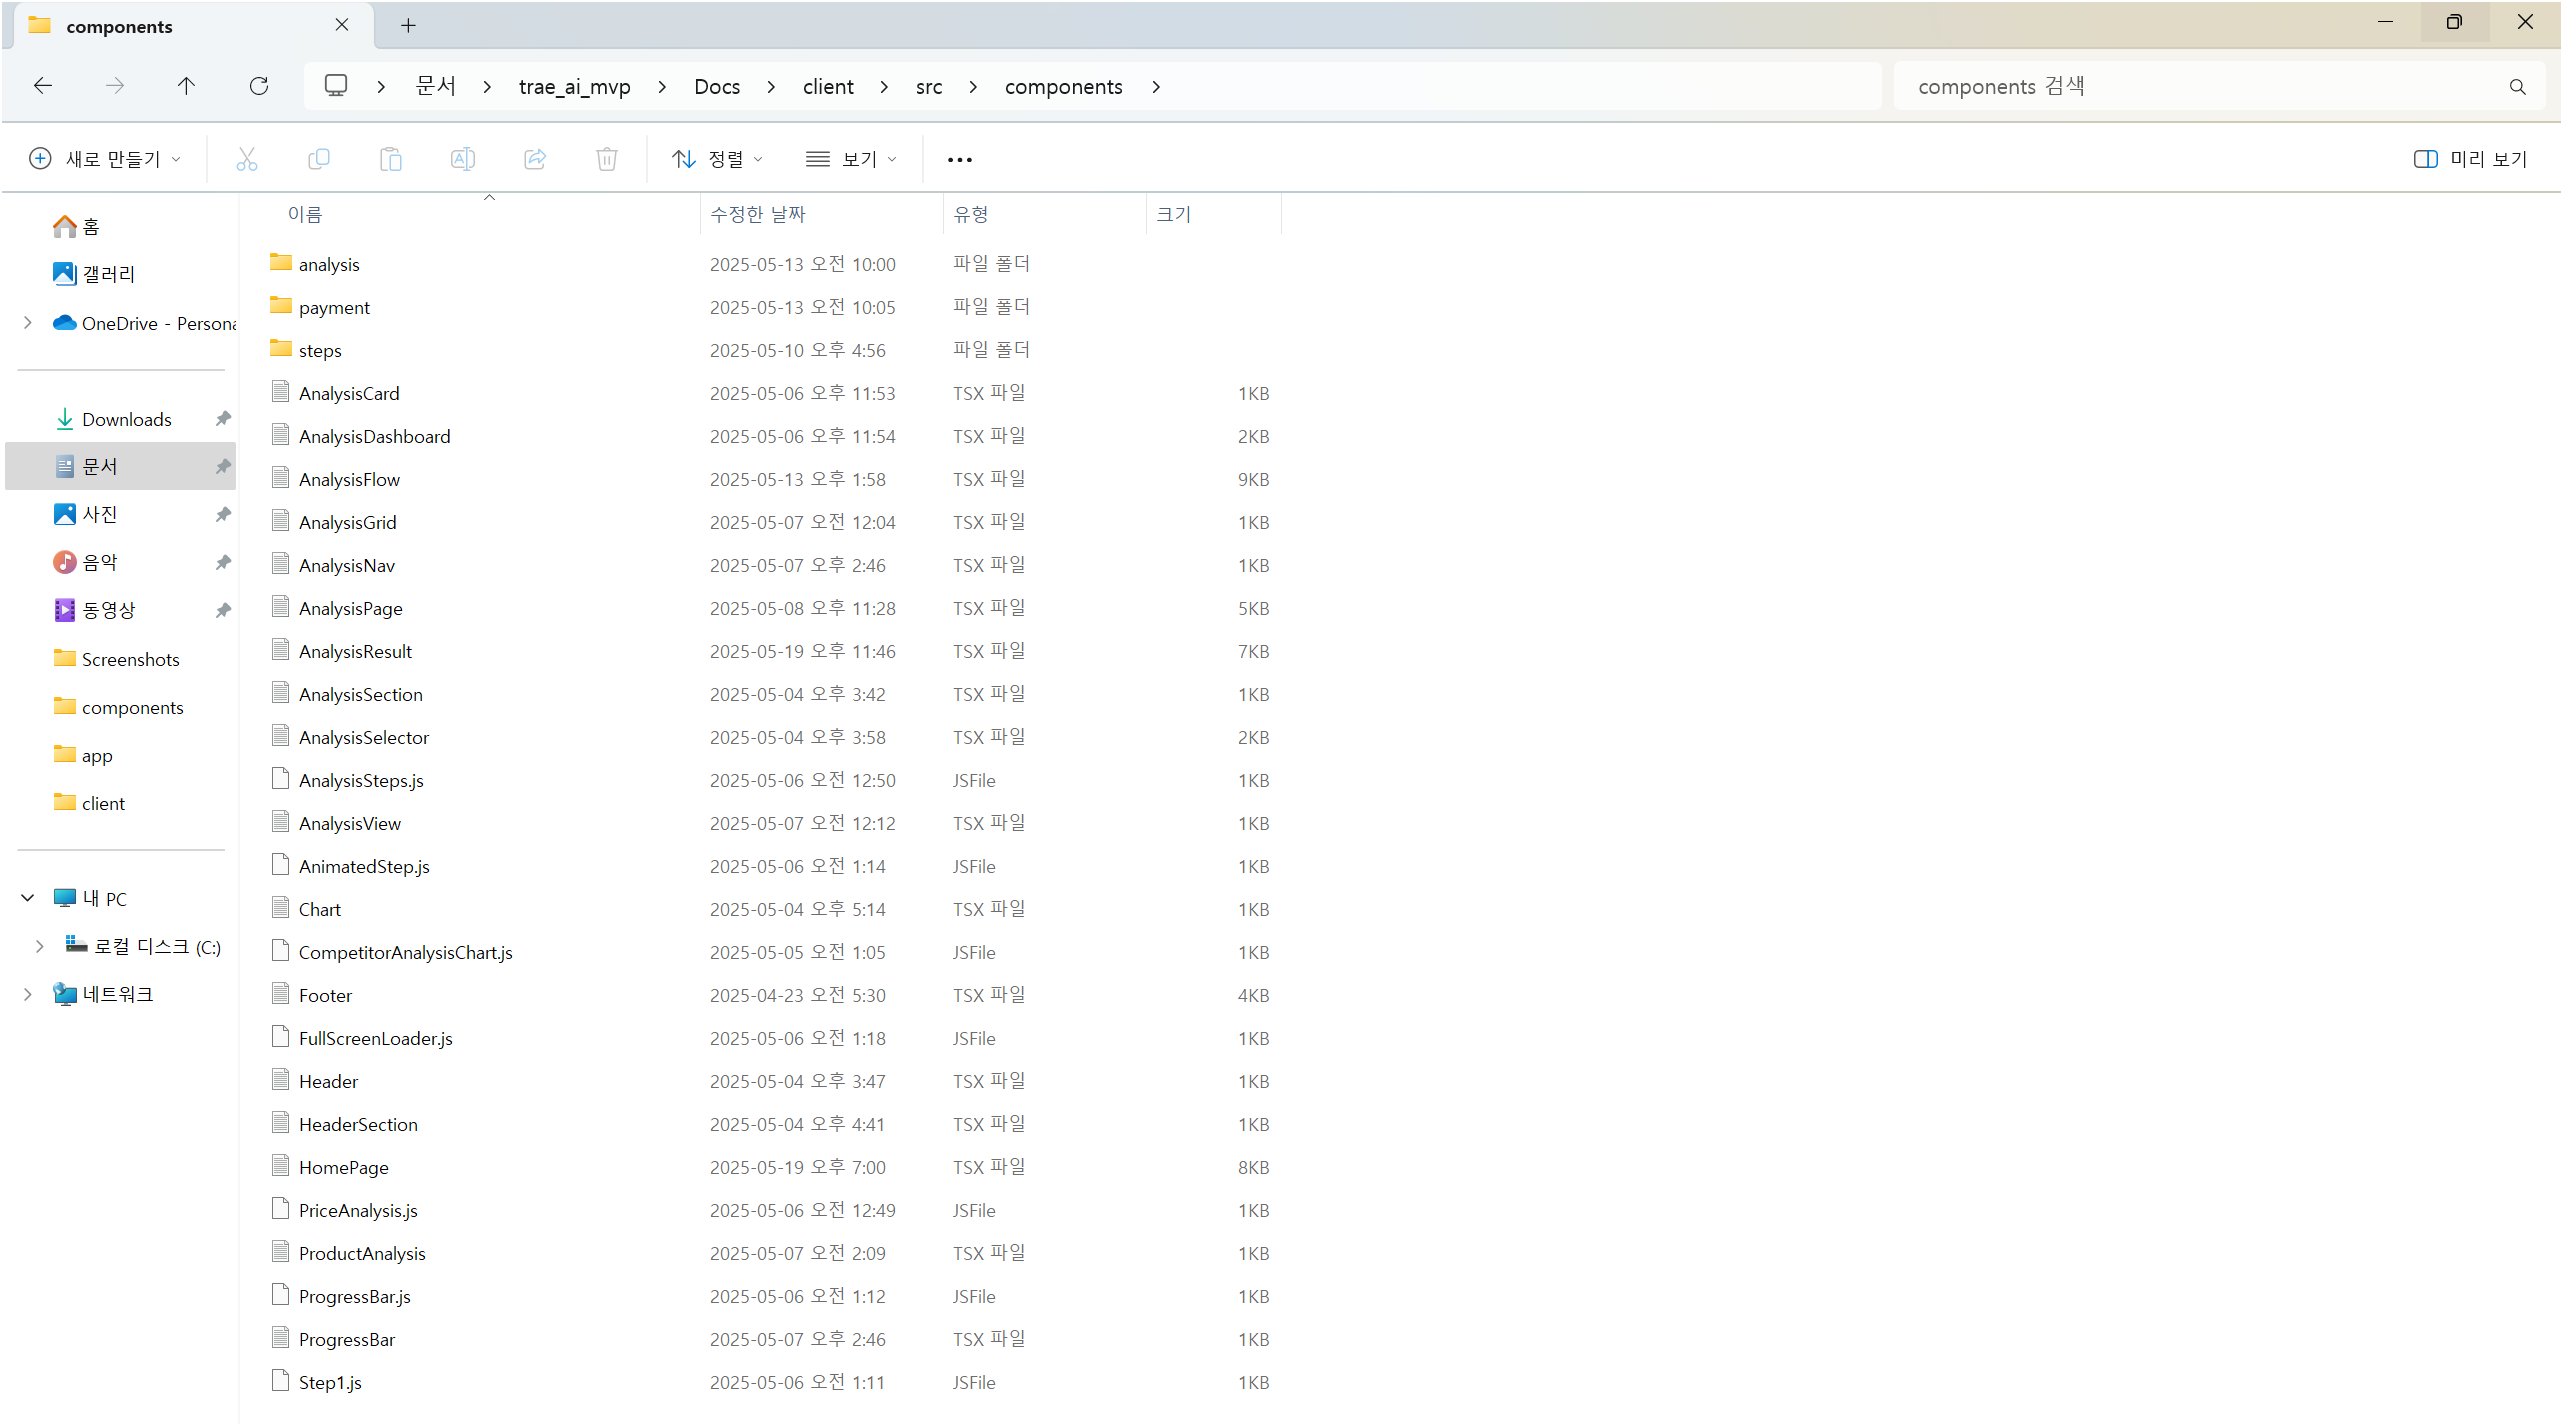 components
문서 > trae_ai_mvp > Docs > client > src > components >
components 검색
새로 만들기
정렬
보기
미리 보기
홈
갤러리
OneDrive - Persona
Downloads
문서
사진
음악
동영상
Screenshots
components
app
client
내 PC
로컬 디스크 (C:)
네트워크
이름 수정한 날짜 유형 크기
analysis 2025-05-13 오전 10:00 파일 폴더
payment 2025-05-13 오전 10:05 파일 폴더
steps 2025-05-10 오후 4:56 파일 폴더
AnalysisCard 2025-05-06 오후 11:53 TSX 파일 1KB
AnalysisDashboard 2025-05-06 오후 11:54 TSX 파일 2KB
AnalysisFlow 2025-05-13 오후 1:58 TSX 파일 9KB
AnalysisGrid 2025-05-07 오전 12:04 TSX 파일 1KB
AnalysisNav 2025-05-07 오후 2:46 TSX 파일 1KB
AnalysisPage 2025-05-08 오후 11:28 TSX 파일 5KB
AnalysisResult 2025-05-19 오후 11:46 TSX 파일 7KB
AnalysisSection 2025-05-04 오후 3:42 TSX 파일 1KB
AnalysisSelector 2025-05-04 오후 3:58 TSX 파일 2KB
AnalysisSteps.js 2025-05-06 오전 12:50 JSFile 1KB
AnalysisView 2025-05-07 오전 12:12 TSX 파일 1KB
AnimatedStep.js 2025-05-06 오전 1:14 JSFile 1KB
Chart 2025-05-04 오후 5:14 TSX 파일 1KB
CompetitorAnalysisChart.js 2025-05-05 오전 1:05 JSFile 1KB
Footer 2025-04-23 오전 5:30 TSX 파일 4KB
FullScreenLoader.js 2025-05-06 오전 1:18 JSFile 1KB
Header 2025-05-04 오후 3:47 TSX 파일 1KB
HeaderSection 2025-05-04 오후 4:41 TSX 파일 1KB
HomePage 2025-05-19 오후 7:00 TSX 파일 8KB
PriceAnalysis.js 2025-05-06 오전 12:49 JSFile 1KB
ProductAnalysis 2025-05-07 오전 2:09 TSX 파일 1KB
ProgressBar.js 2025-05-06 오전 1:12 JSFile 1KB
ProgressBar 2025-05-07 오후 2:46 TSX 파일 1KB
Step1.js 2025-05-06 오전 1:11 JSFile 1KB